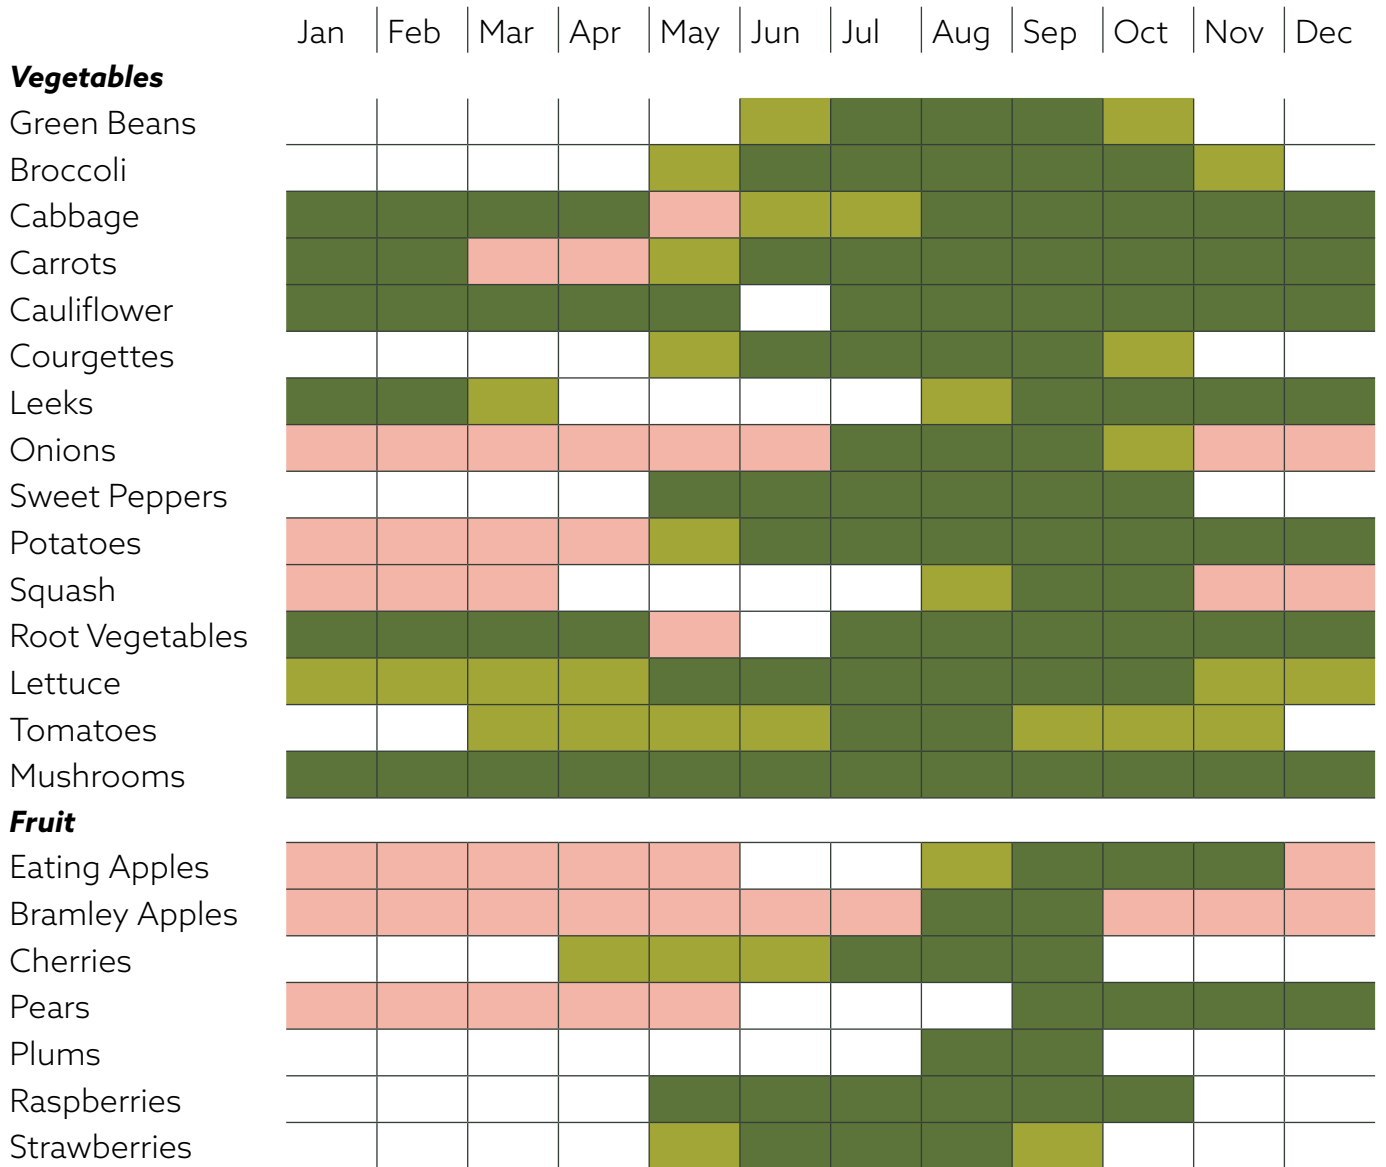 Jan Feb Mar Apr May Jun Jul Aug Sep Oct Nov Dec
Vegetables
Green Beans
Broccoli
Cabbage
Carrots
Cauliflower
Courgettes
Leeks
Onions
Sweet Peppers
Potatoes
Squash
Root Vegetables
Lettuce
Tomatoes
Mushrooms
Fruit
Eating Apples
Bramley Apples
Cherries
Pears
Plums
Raspberries
Strawberries